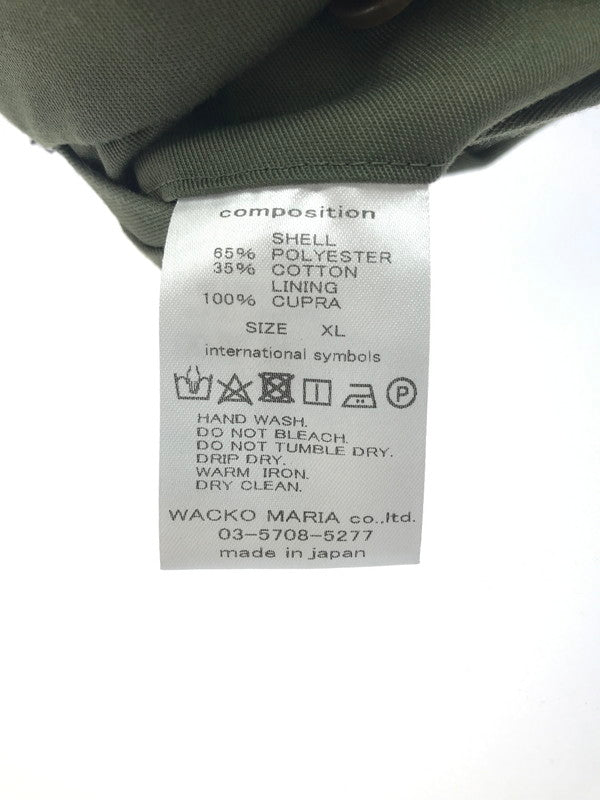 composition
SHELL
65% POLYESTER
35% COTTON
LINING
100% CUPRA
SIZE XL
international symbols
P
HAND WASH.
DO NOT BLEACH.
DO NOT TUMBLE DRY.
DRIP DRY.
WARM IRON.
DRY CLEAN.
WACKO MARIA co.,ltd.
03-5708-5277
made in japan